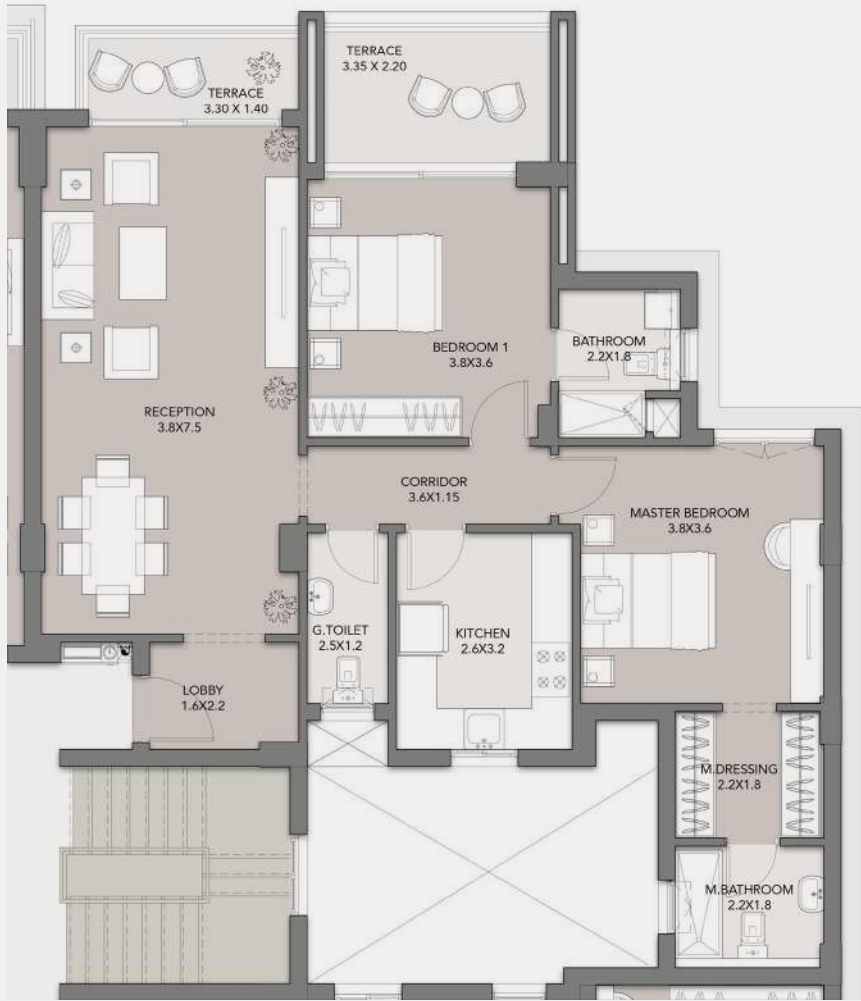 TERRACE
3.35 X 2.20
TERRACE
3.30 X 1.40
BATHROOM
2.2X1.8
BEDROOM 1
3.8X3.6
RECEPTION
3.8X7.5
CORRIDOR
3.6X1.15
MASTER BEDROOM
3.8X3.6
G.TOILET
2.5X1.2
KITCHEN
2.6X3.2
LOBBY
1.6X2.2
M.DRESSING
2.2X1.8
M.BATHROOM
2.2X1.8